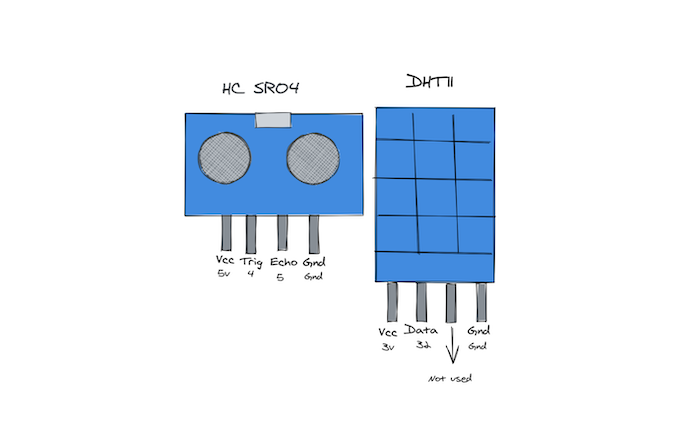 HC SR04
DHT11
Vcc Trig Echo Gnd
5v 4 5 Gnd
Vcc Data Gnd
3v 32 Gnd
Not used